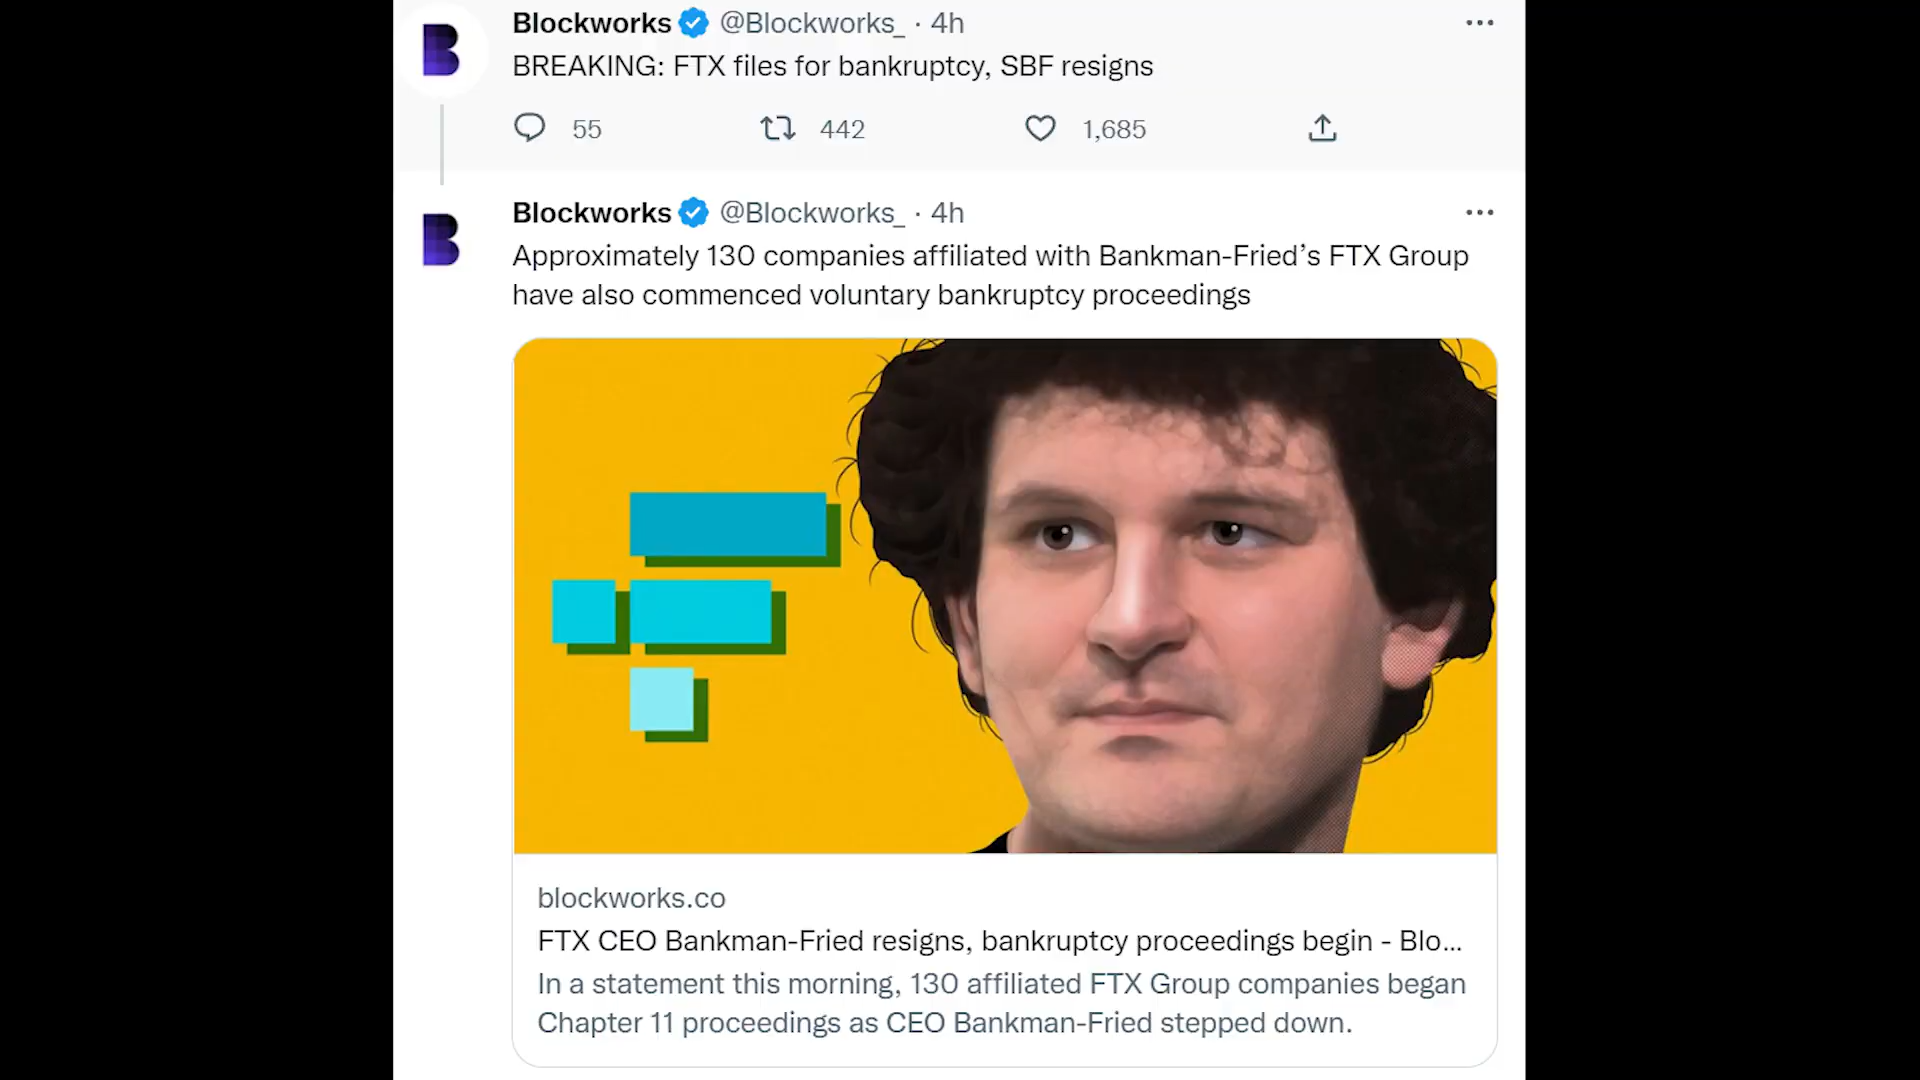 Blockworks @Blockworks_ · 4h
BREAKING: FTX files for bankruptcy, SBF resigns
55 442 1,685
Blockworks @Blockworks_ · 4h
Approximately 130 companies affiliated with Bankman-Fried’s FTX Group
have also commenced voluntary bankruptcy proceedings
blockworks.co
FTX CEO Bankman-Fried resigns, bankruptcy proceedings begin - Blo...
In a statement this morning, 130 affiliated FTX Group companies began
Chapter 11 proceedings as CEO Bankman-Fried stepped down.